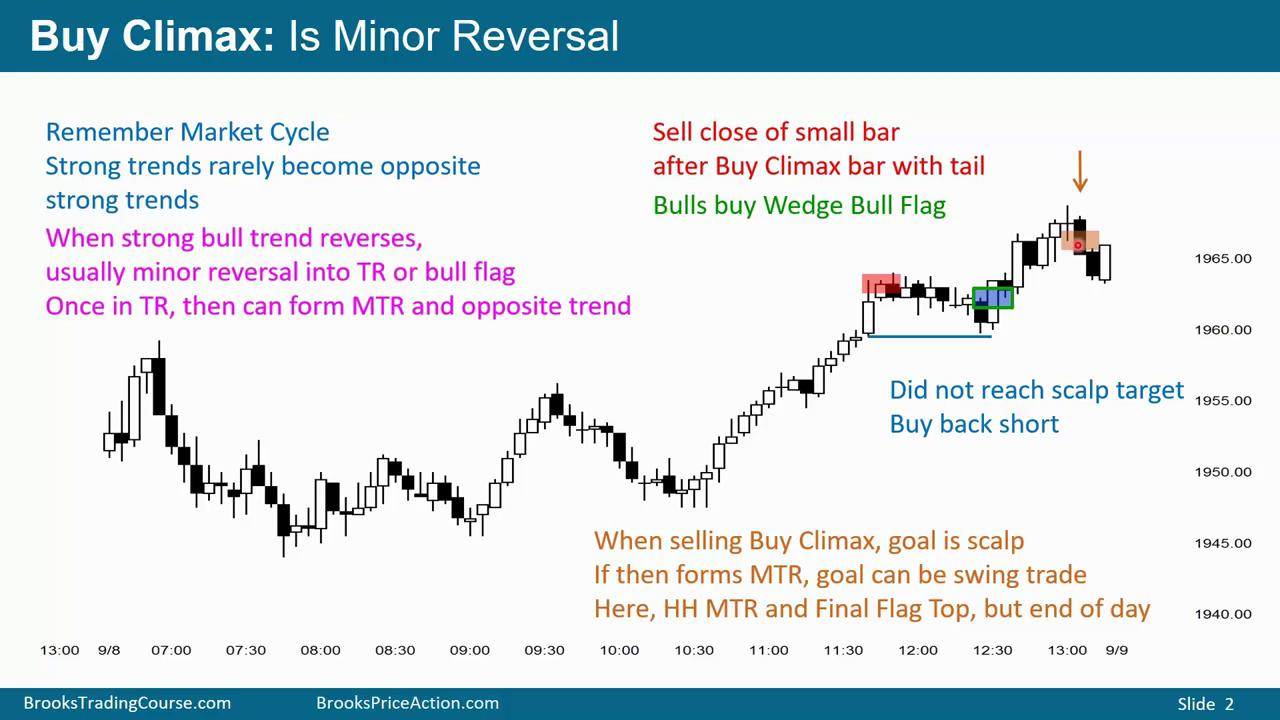 Buy Climax: Is Minor Reversal
Remember Market Cycle
Strong trends rarely become opposite
strong trends
When strong bull trend reverses,
usually minor reversal into TR or bull flag
Once in TR, then can form MTR and opposite trend
Sell close of small bar
after Buy Climax bar with tail
Bulls buy Wedge Bull Flag
Did not reach scalp target
Buy back short
When selling Buy Climax, goal is scalp
If then forms MTR, goal can be swing trade
Here, HH MTR and Final Flag Top, but end of day
1965.00
1960.00
1955.00
1950.00
1945.00
1940.00
13:00 9/8 07:00 07:30 08:00 08:30 09:00 09:30 10:00 10:30 11:00 11:30 12:00 12:30 13:00 9/9
BrooksTradingCourse.com BrooksPriceAction.com Slide 2